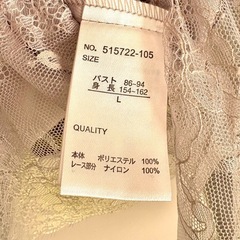 NO. 515722-105
SIZE
バスト 86-94
身 長 154-162
L
QUALITY
本体 ポリエステル 100%
レース部分 ナイロン 100%